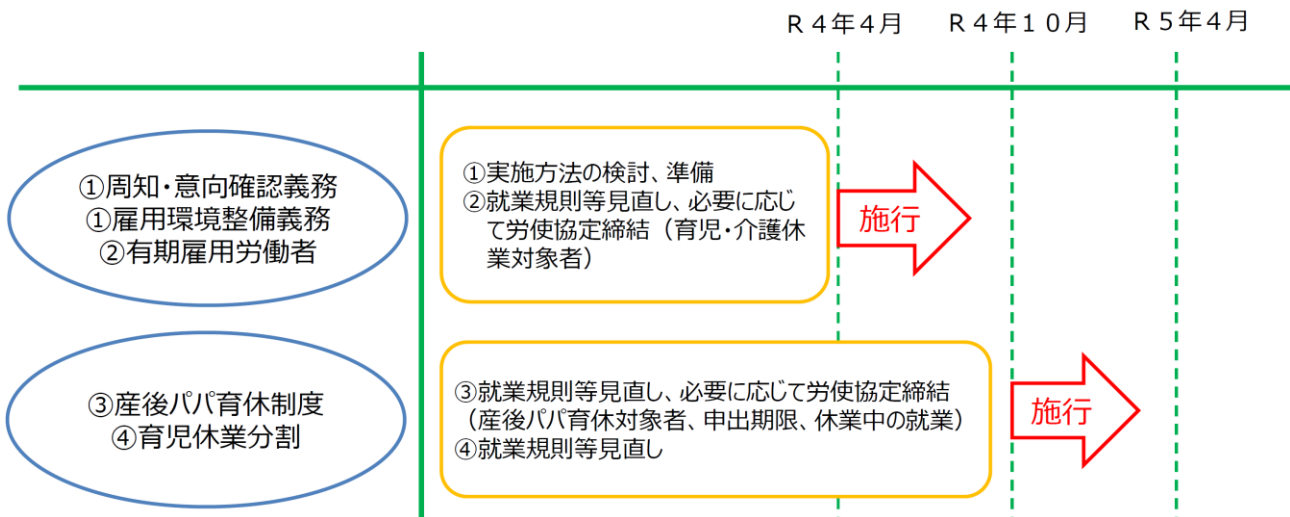 R4年4月 R4年10月 R5年4月
①周知・意向確認義務
①雇用環境整備義務
②有期雇用労働者
①実施方法の検討、準備
②就業規則等見直し、必要に応じ
て労使協定締結（育児・介護休
業対象者）
施行
③産後パパ育休制度
④育児休業分割
③就業規則等見直し、必要に応じて労使協定締結
（産後パパ育休対象者、申出期限、休業中の就業）
④就業規則等見直し
施行